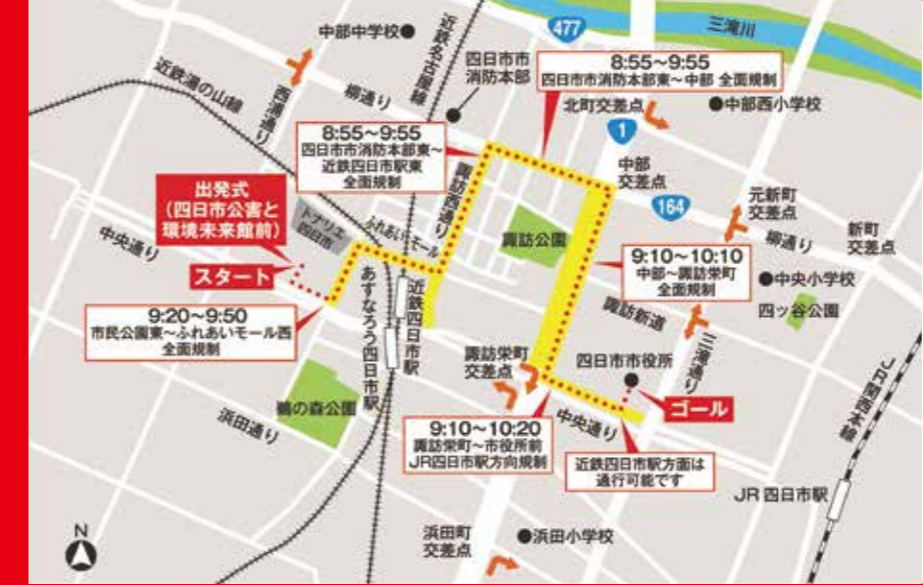 477
三滝川
中部中学校
近鉄名古屋線
四日市市
消防本部
8:55~9:55
四日市市消防本部東~中部 全面規制
近鉄湯の山線
西浦通り
柳通り
北町交差点
中部西小学校
1
8:55~9:55
四日市市消防本部東~
近鉄四日市駅東
全面規制
諏訪西通り
中部
交差点
164
元新町
交差点
出発式
(四日市公害と
環境未来館前)
トナリエ
四日市
ふれあいモール
諏訪公園
柳通り
新町
交差点
中央通り
スタート
9:10~10:10
中部~諏訪栄町
全面規制
中央小学校
四ッ谷公園
9:20~9:50
市民公園東~ふれあいモール西
全面規制
あすなろう四日市駅
近鉄四日市駅
諏訪新道
三滝通り
諏訪栄町
交差点
四日市市役所
JR関西本線
鵜の森公園
ゴール
浜田通り
9:10~10:20
諏訪栄町~市役所前
JR四日市駅方向規制
中央通り
近鉄四日市駅方面は
通行可能です
JR四日市駅
N
浜田町
交差点
浜田小学校